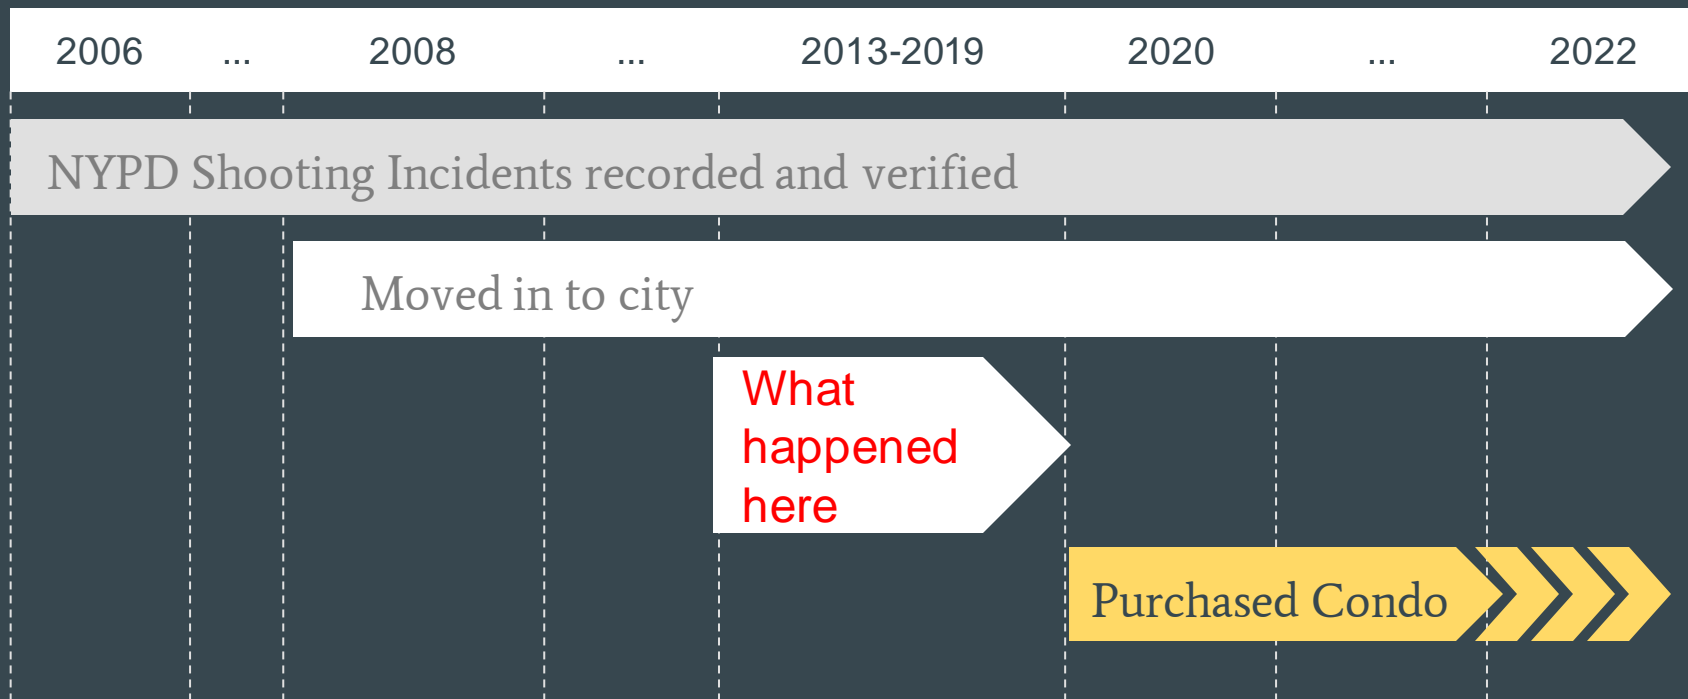 2006 ... 2008 ... 2013-2019 2020 ... 2022
NYPD Shooting Incidents recorded and verified
Moved in to city
What
happened
here
Purchased Condo